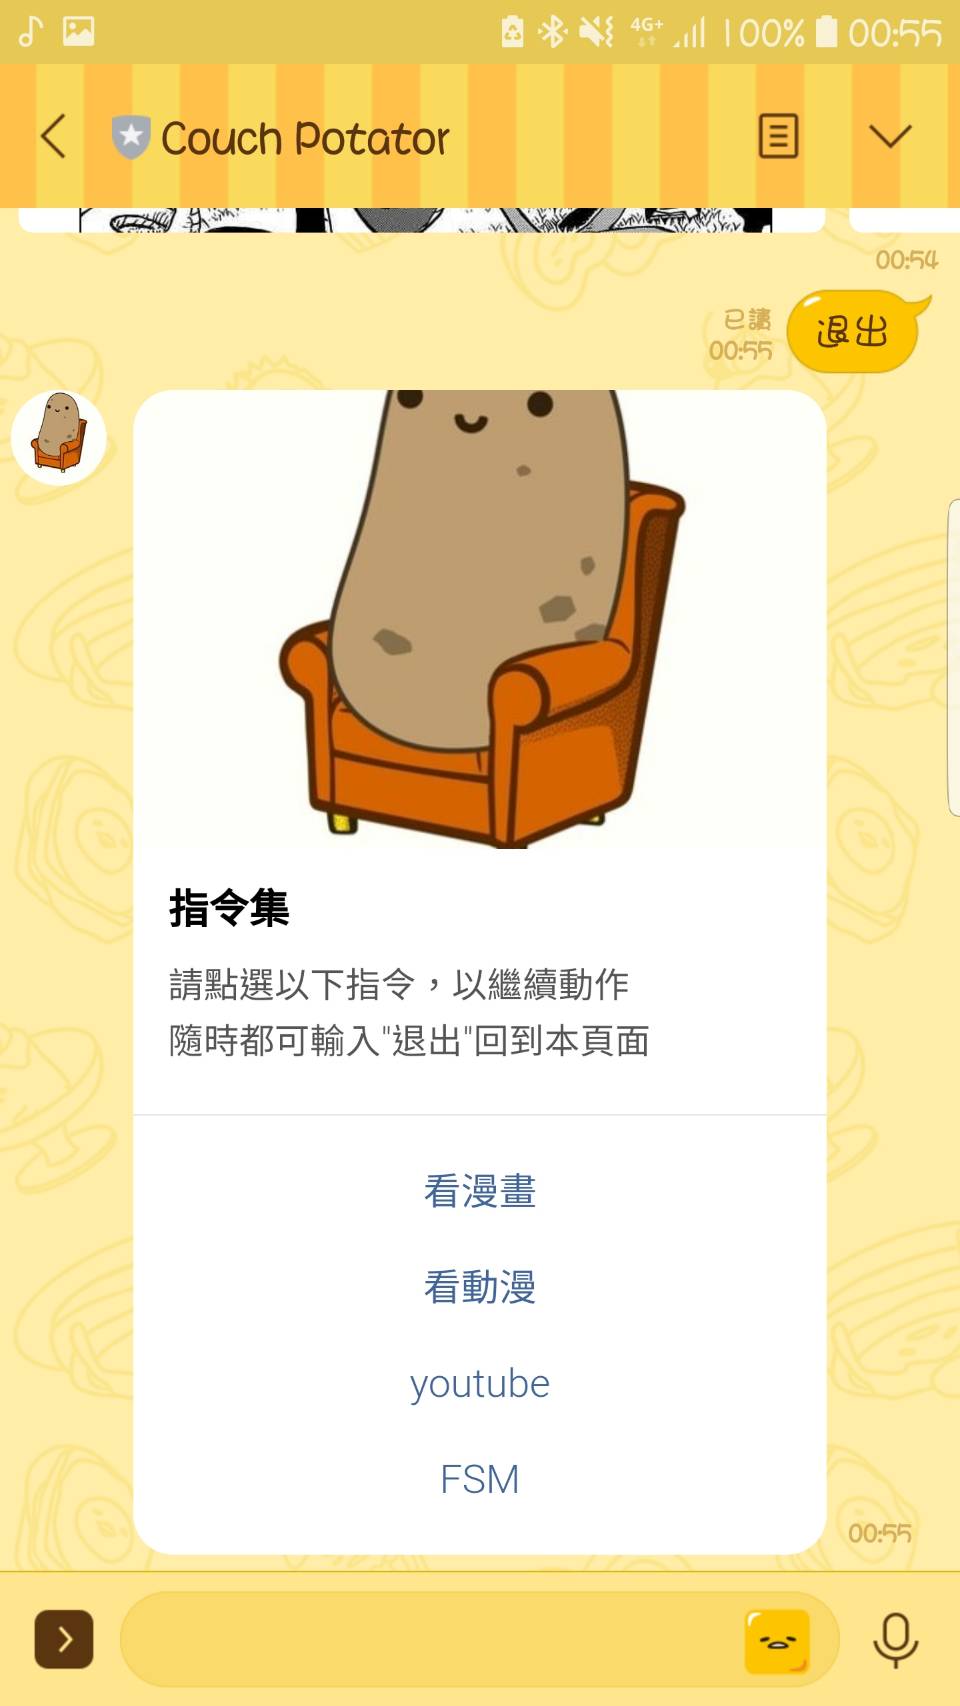 4G+ 100% 00:55
Couch Potator
00:54
已讀
00:55
退出
指令集
請點選以下指令，以繼續動作
隨時都可輸入"退出"回到本頁面
看漫畫
看動漫
youtube
FSM
00:55